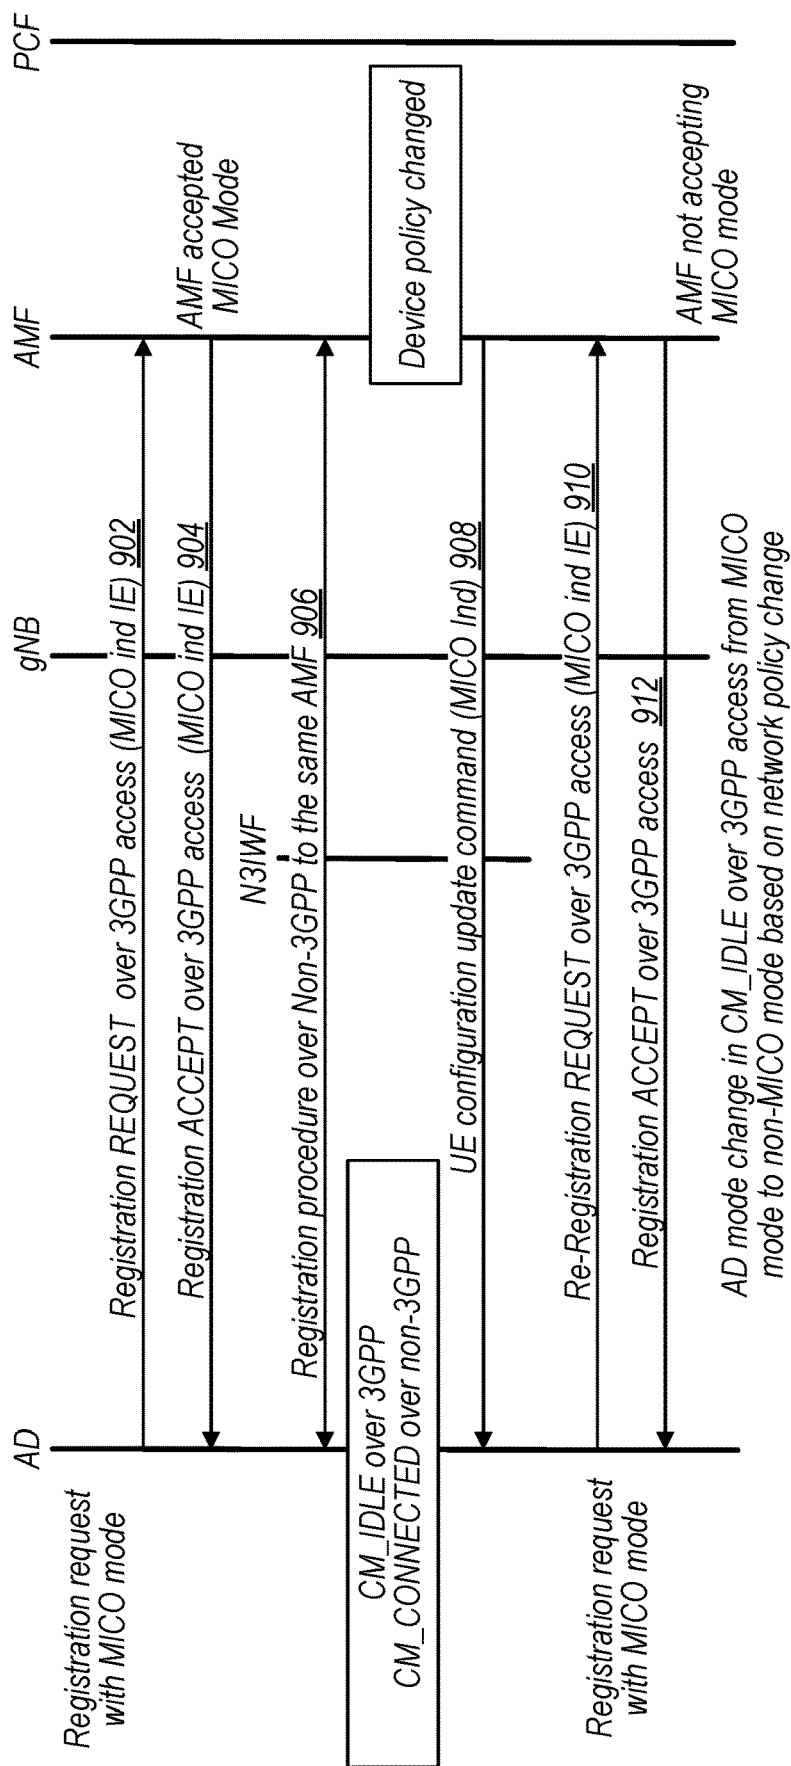 AD
gNB
AMF
PCF
Registration request
with MICO mode
Registration REQUEST over 3GPP access (MICO ind IE) 902
Registration ACCEPT over 3GPP access (MICO ind IE) 904
AMF accepted
MICO Mode
N3IWF
Registration procedure over Non-3GPP to the same AMF 906
CM_IDLE over 3GPP
CM_CONNECTED over non-3GPP
Device policy changed
UE configuration update command (MICO Ind) 908
Registration request
with MICO mode
Re-Registration REQUEST over 3GPP access (MICO ind IE) 910
Registration ACCEPT over 3GPP access 912
AMF not accepting
MICO mode
AD mode change in CM_IDLE over 3GPP access from MICO
mode to non-MICO mode based on network policy change